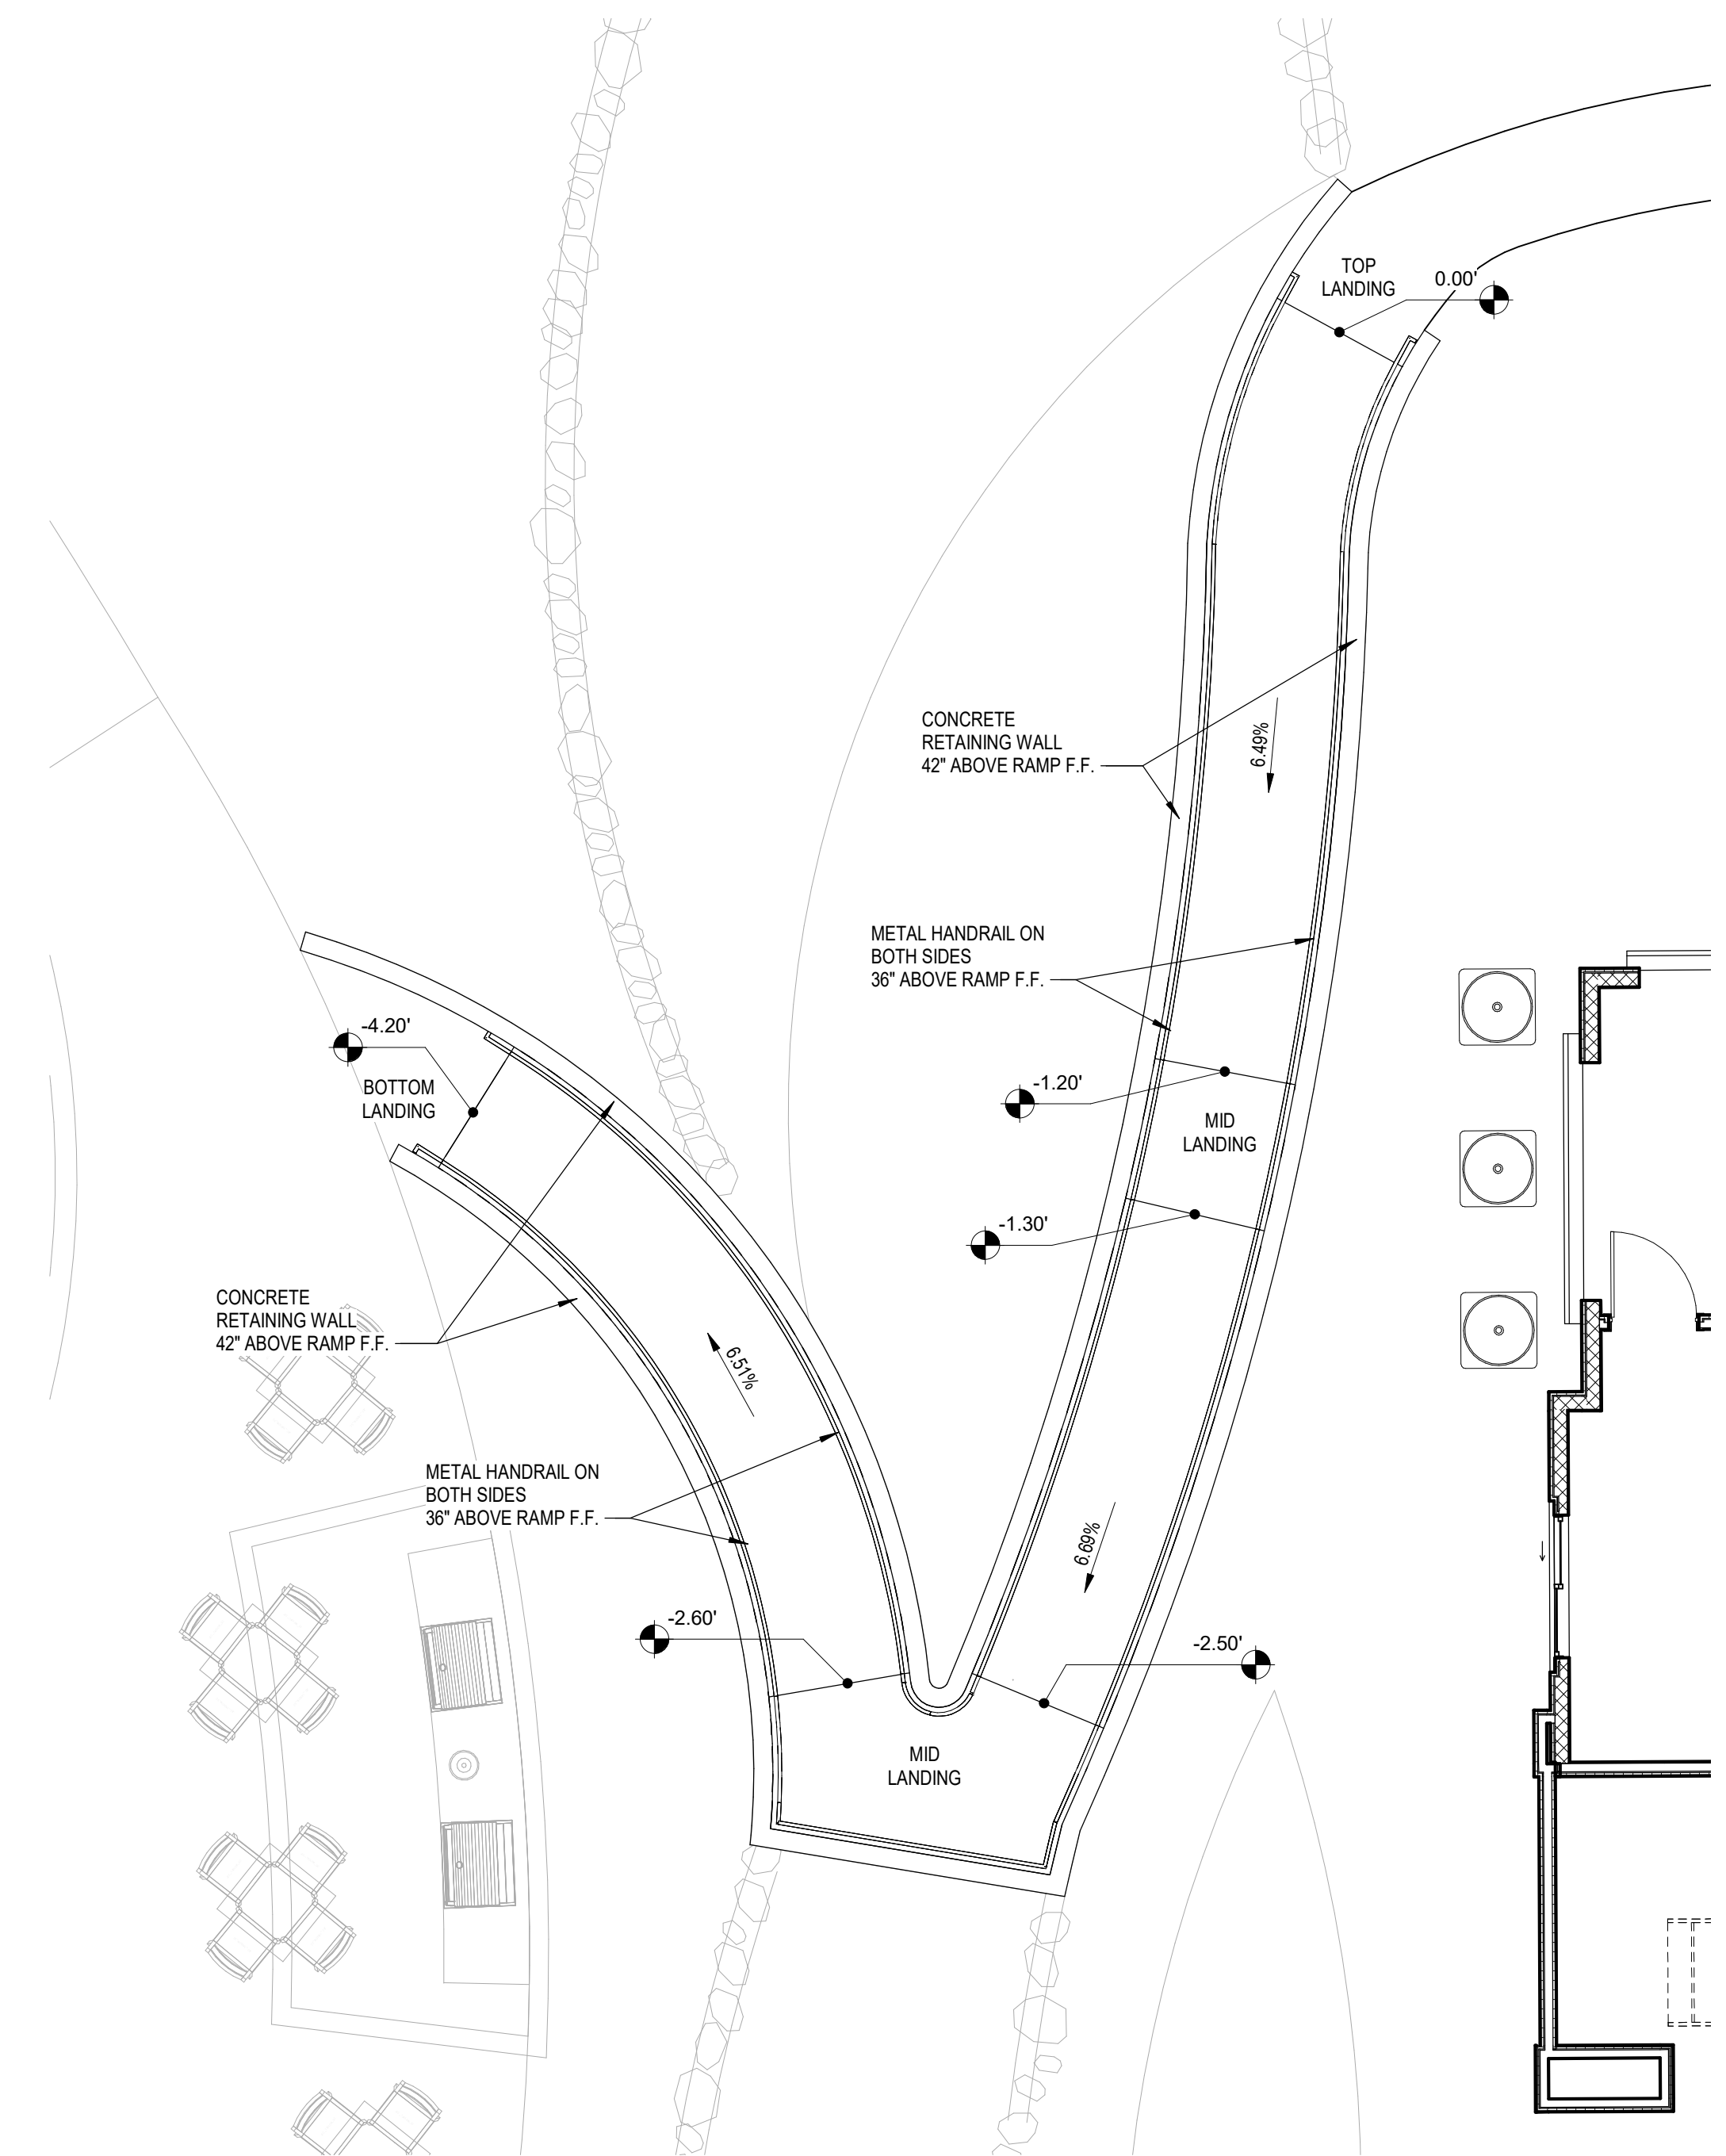 TOP
LANDING
0.00'
CONCRETE
RETAINING WALL
42" ABOVE RAMP F.F.
6.49%
METAL HANDRAIL ON
BOTH SIDES
36" ABOVE RAMP F.F.
-4.20'
BOTTOM
LANDING
-1.20'
MID
LANDING
-1.30'
CONCRETE
RETAINING WALL
42" ABOVE RAMP F.F.
6.51%
METAL HANDRAIL ON
BOTH SIDES
36" ABOVE RAMP F.F.
6.69%
-2.60'
-2.50'
MID
LANDING